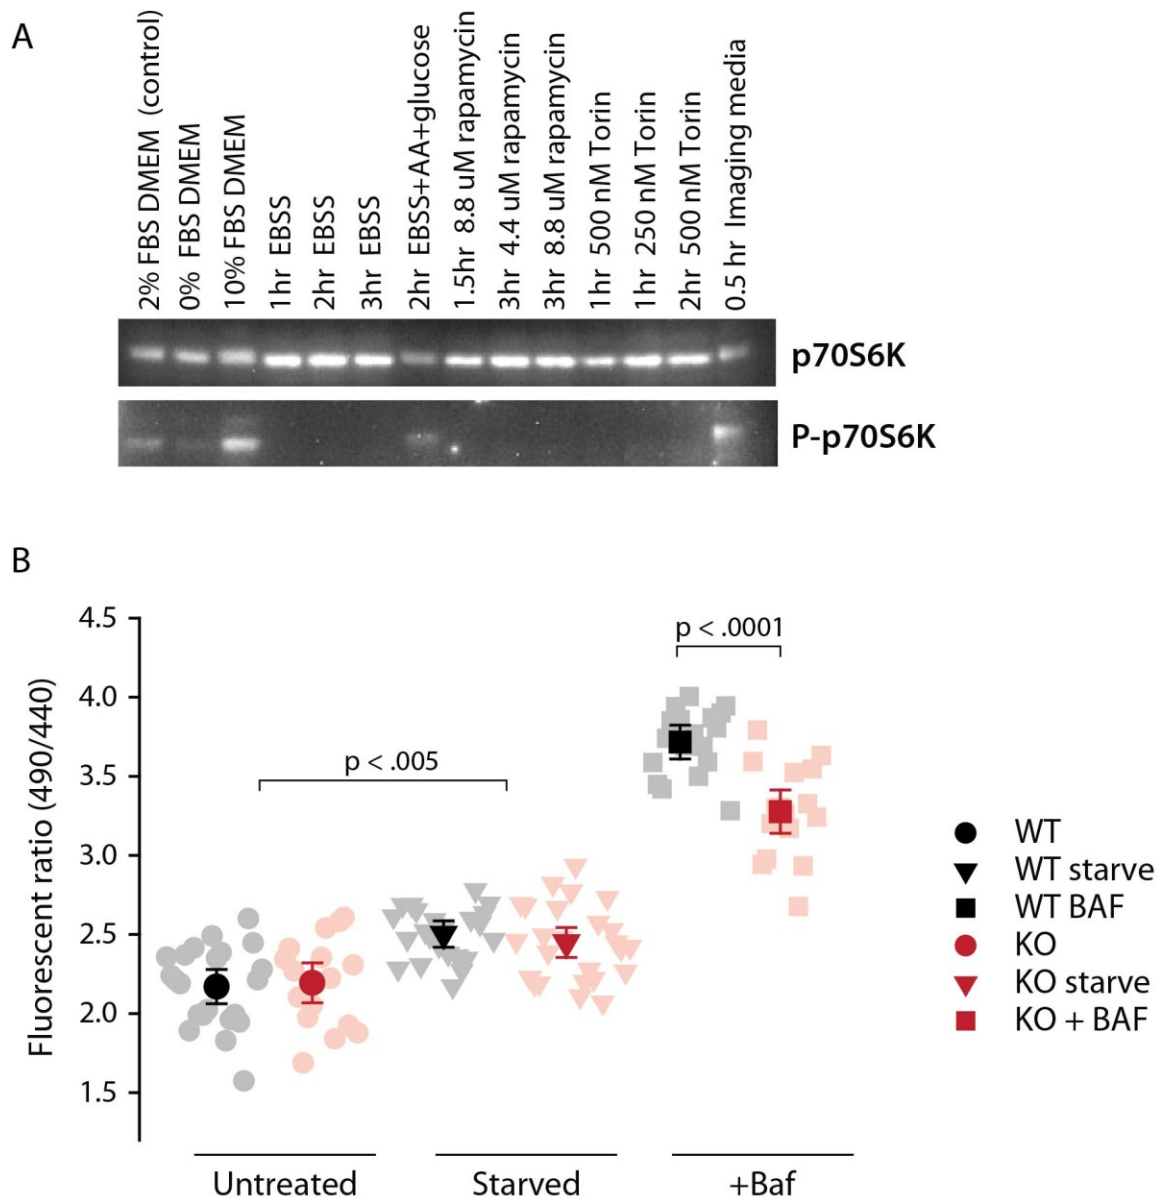 A
2% FBS DMEM (control)
0% FBS DMEM
10% FBS DMEM
1hr EBSS
2hr EBSS
3hr EBSS
2hr EBSS+AA+glucose
1.5hr 8.8 uM rapamycin
3hr 4.4 uM rapamycin
3hr 8.8 uM rapamycin
1hr 500 nM Torin
1hr 250 nM Torin
2hr 500 nM Torin
0.5 hr Imaging media
p70S6K
P-p70S6K
B
Fluorescent ratio (490/440)
4.5
4.0
3.5
3.0
2.5
2.0
1.5
p < .005
p < .0001
WT
WT starve
WT BAF
KO
KO starve
KO + BAF
Untreated
Starved
+Baf